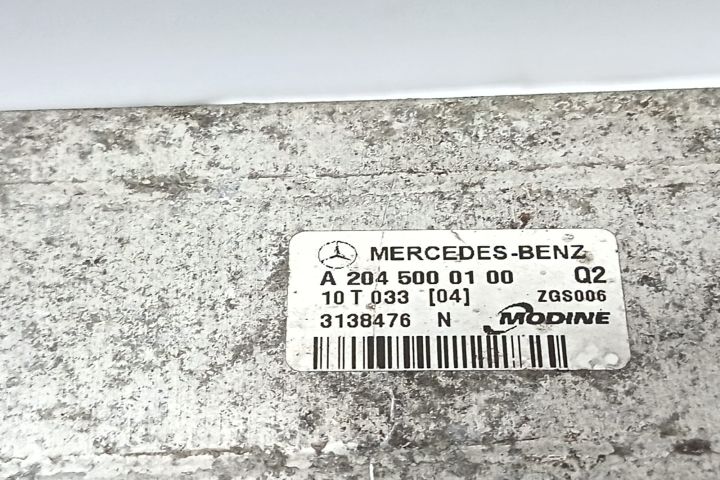 MERCEDES-BENZ
A 204 500 01 00 Q2
10 T 033 [04] ZGS006
3138476 N MODINE